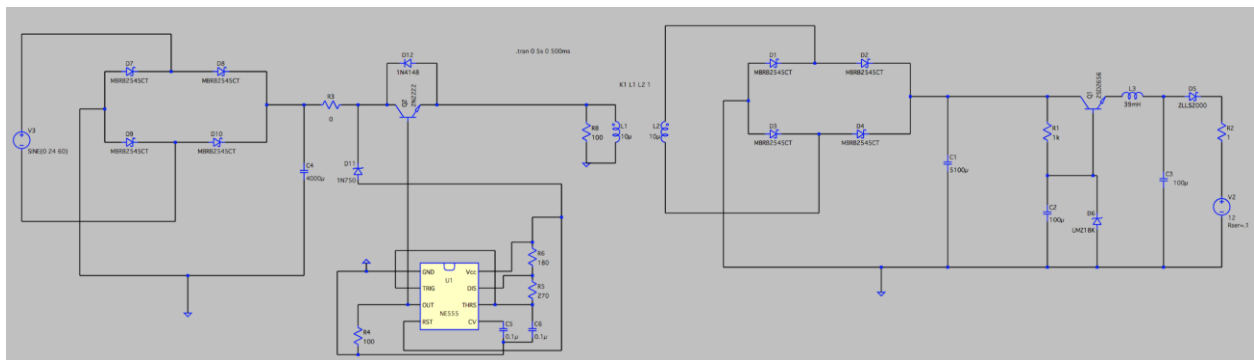 D7
MBRB2545CT
D8
MBRB2545CT
V3
SINE(0 24 60)
D9
MBRB2545CT
D10
MBRB2545CT
C4
4000µ
R3
0
D12
1N4148
Q2
2N2222
D11
1N750
.tran 0 5s 0 500ms
R8
100
L1
10µ
K1 L1 L2 1
L2
10µ
GND
TRIG
OUT
RST
U1
NE555
Vcc
DIS
THRS
CV
R6
180
R5
270
R4
100
C5
0.1µ
C6
0.1µ
D1
MBRB2545CT
D2
MBRB2545CT
D3
MBRB2545CT
D4
MBRB2545CT
C1
5100µ
R1
1k
C2
100µ
D6
LMZ18K
Q1
2SD2656
L3
39mH
C3
100µ
D5
ZLLS2000
R2
1
V2
12
Rser=.1